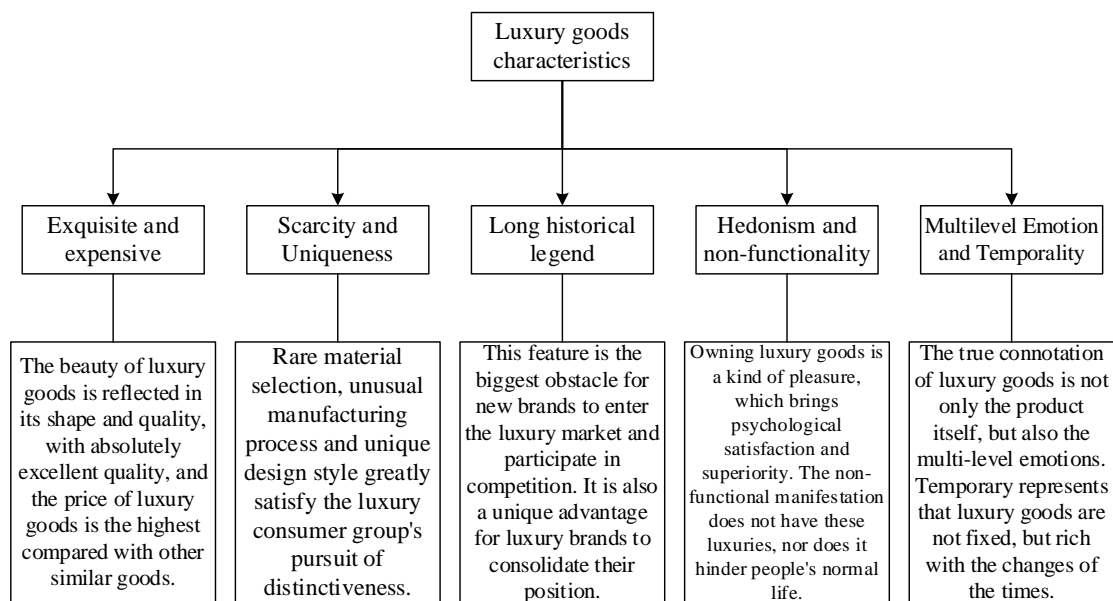 Luxury goods
characteristics
Exquisite and
expensive
Scarcity and
Uniqueness
Long historical
legend
Hedonism and
non-functionality
Multilevel Emotion
and Temporality
The beauty of luxury
goods is reflected in
its shape and quality,
with absolutely
excellent quality, and
the price of luxury
goods is the highest
compared with other
similar goods.
Rare material
selection, unusual
manufacturing
process and unique
design style greatly
satisfy the luxury
consumer group's
pursuit of
distinctiveness.
This feature is the
biggest obstacle for
new brands to enter
the luxury market and
participate in
competition. It is also
a unique advantage
for luxury brands to
consolidate their
position.
Owning luxury goods is
a kind of pleasure,
which brings
psychological
satisfaction and
superiority. The non-
functional manifestation
does not have these
luxuries, nor does it
hinder people's normal
life.
The true connotation
of luxury goods is not
only the product
itself, but also the
multi-level emotions.
Temporary represents
that luxury goods are
not fixed, but rich
with the changes of
the times.